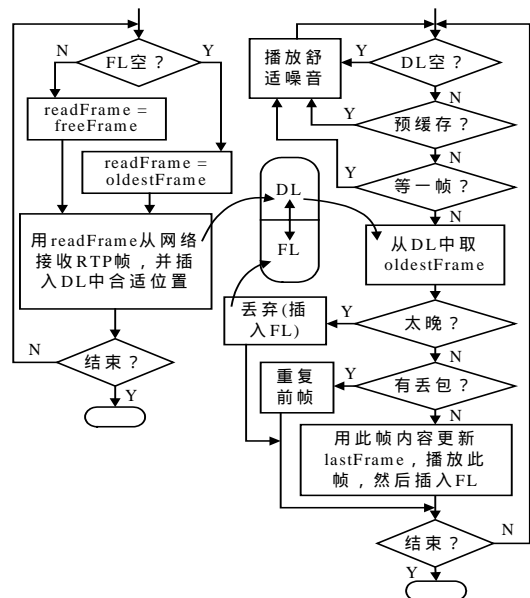 FL空？
N
Y
readFrame =
freeFrame
readFrame =
oldestFrame
用readFrame从网络
接收RTP帧，并插
入DL中合适位置
N
结束？
Y
DL
FL
播放舒
适噪音
Y
DL空？
N
Y
预缓存？
N
Y
等一帧？
N
从DL中取
oldestFrame
丢弃(插
入FL)
Y
太晚？
N
重复
前帧
Y
有丢包？
N
用此帧内容更新
lastFrame，播放此
帧，然后插入FL
结束？
N
Y